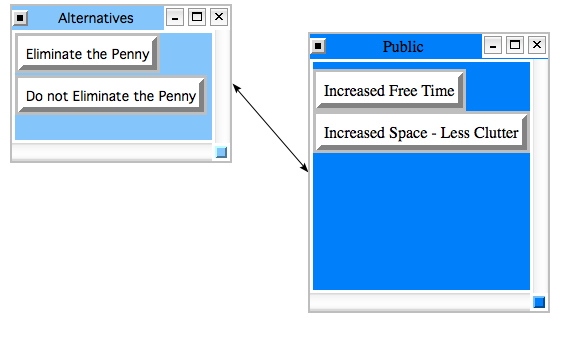 Alternatives
Eliminate the Penny
Do not Eliminate the Penny
Public
Increased Free Time
Increased Space - Less Clutter